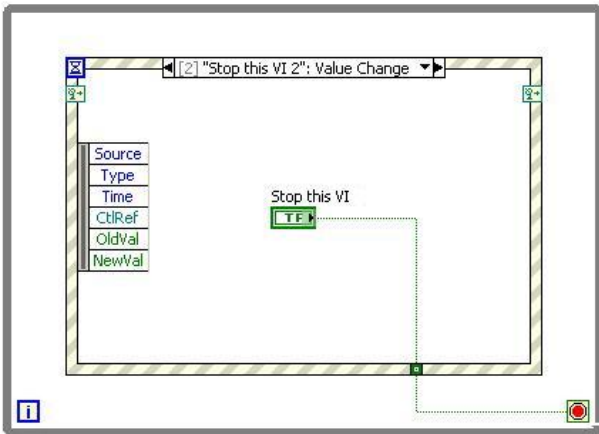 [2] "Stop this VI 2": Value Change
Source
Type
Time
CtlRef
OldVal
NewVal
Stop this VI
TF
i